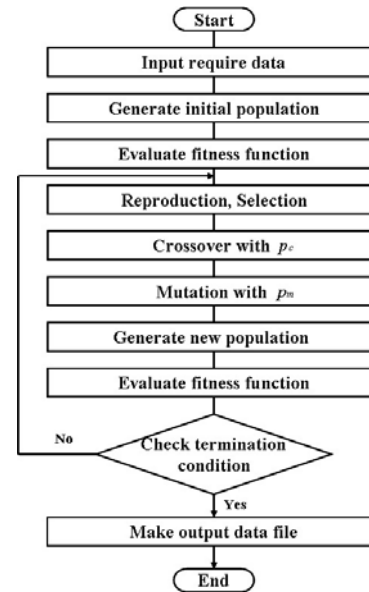 Start
Input require data
Generate initial population
Evaluate fitness function
Reproduction, Selection
Crossover with pc
Mutation with pm
Generate new population
Evaluate fitness function
No
Check termination
condition
Yes
Make output data file
End